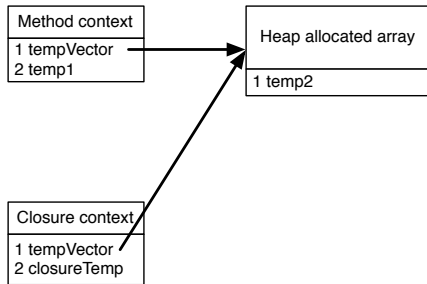 Method context
1 tempVector
2 temp1
Heap allocated array
1 temp2
Closure context
1 tempVector
2 closureTemp